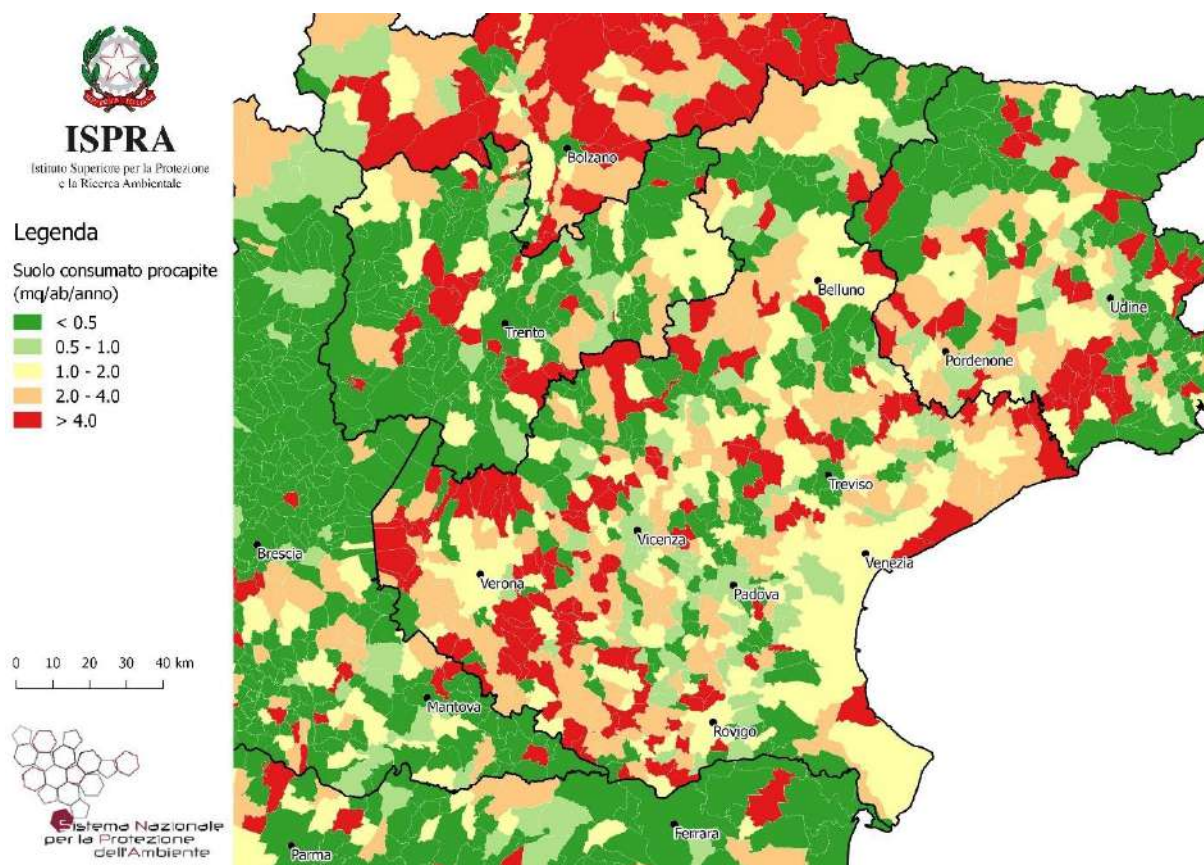 REPVBBLICA ITALIANA
ISPRA
Istituto Superiore per la Protezione
e la Ricerca Ambientale
Legenda
Suolo consumato procapite
(mq/ab/anno)
< 0.5
0.5 - 1.0
1.0 - 2.0
2.0 - 4.0
> 4.0
0 10 20 30 40 km
Sistema Nazionale
per la Protezione
dell'Ambiente
Bolzano
Belluno
Udine
Trento
Pordenone
Treviso
Vicenza
Brescia
Venezia
Verona
Padova
Mantova
Rovigo
Ferrara
Parma